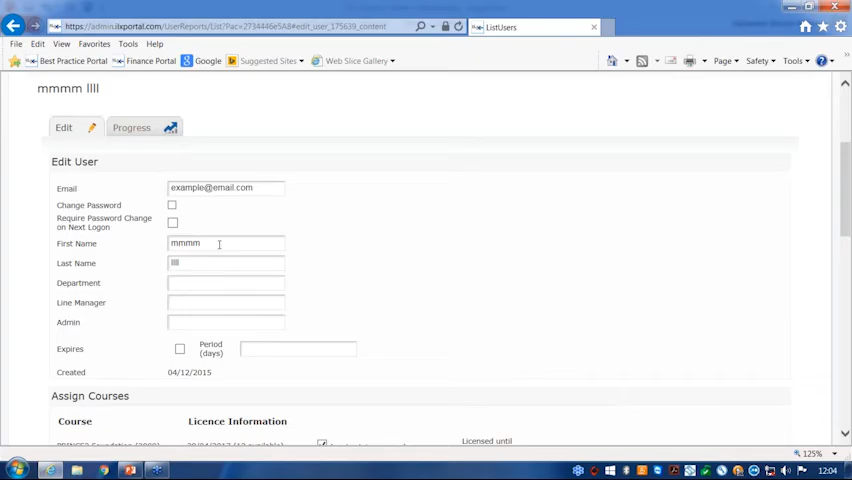 https://admin.ilxportal.com/UserReports/List?Pac=2734446e5A8#edit_user_175639_content
ListUsers
File Edit View Favorites Tools Help
Best Practice Portal Finance Portal Google Suggested Sites Web Slice Gallery
Page Safety Tools
mmmm llll
Edit Progress
Edit User
Email example@email.com
Change Password
Require Password Change
on Next Logon
First Name mmmm
Last Name llll
Department
Line Manager
Admin
Expires Period
(days)
Created 04/12/2015
Assign Courses
Course Licence Information
Licensed until
125%
12:04